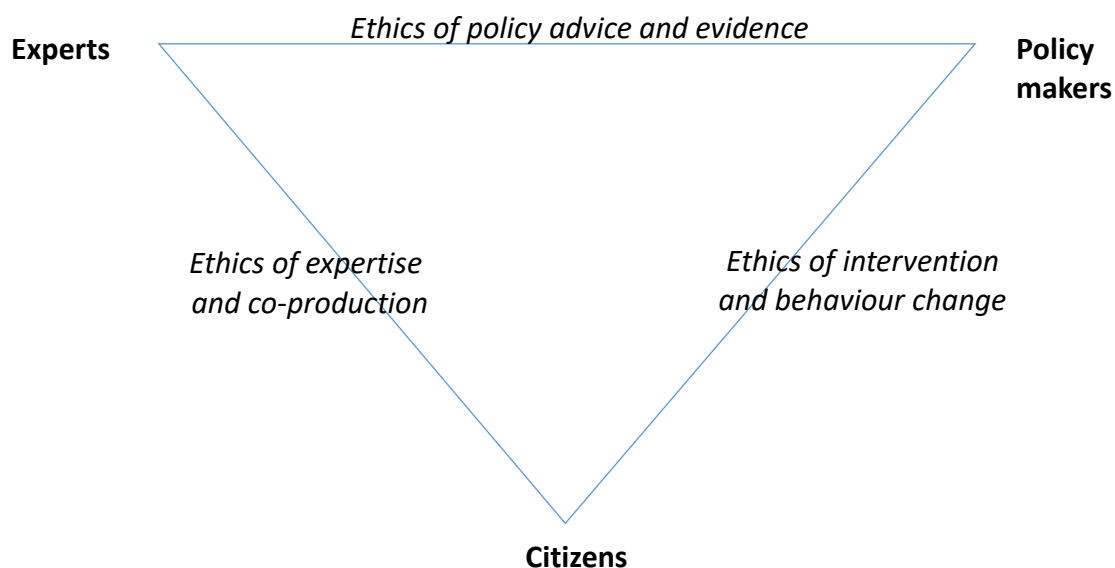 Ethics of policy advice and evidence
Experts
Policy
makers
Ethics of expertise
and co-production
Ethics of intervention
and behaviour change
Citizens